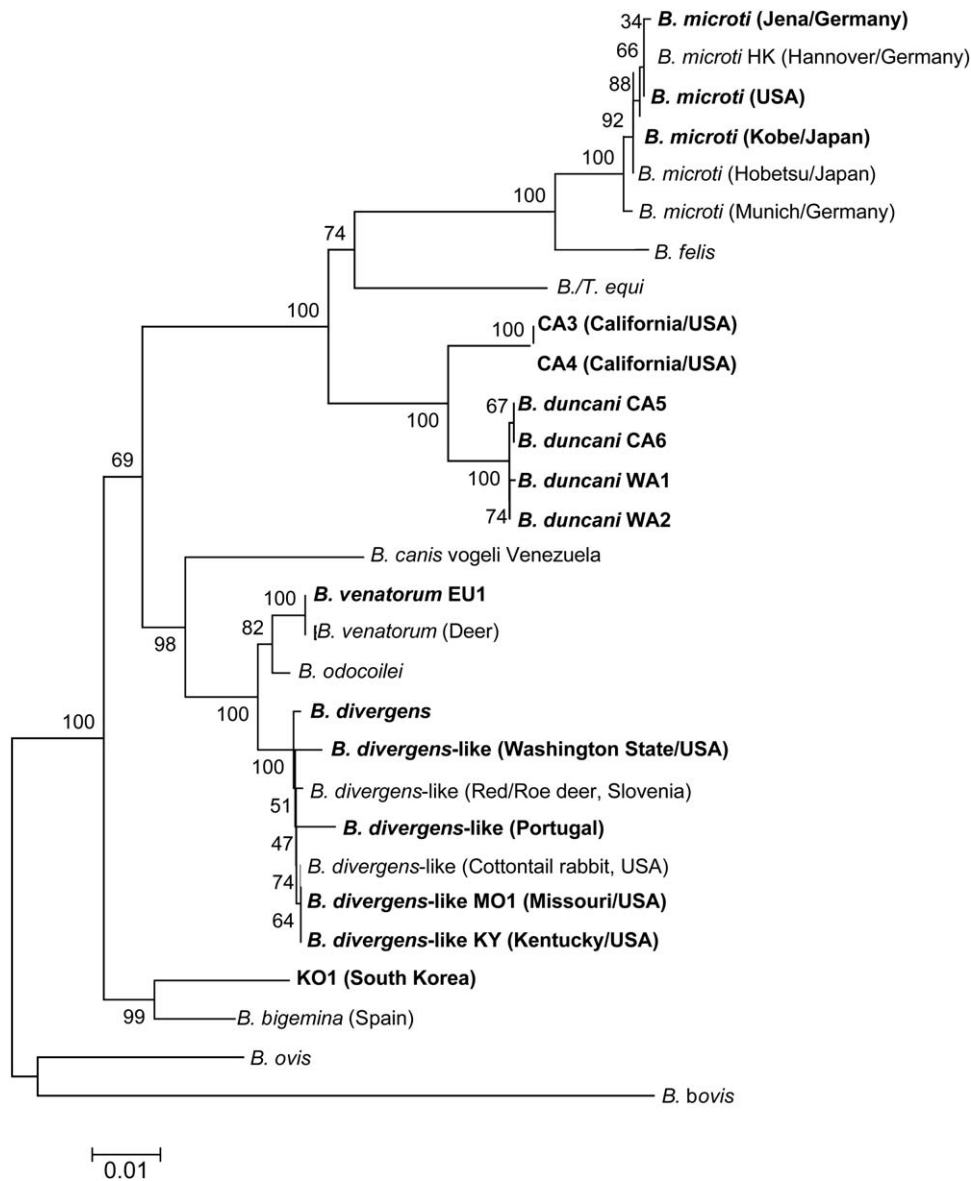 34
B. microti (Jena/Germany)
66
B. microti HK (Hannover/Germany)
88
B. microti (USA)
92
B. microti (Kobe/Japan)
100
B. microti (Hobetsu/Japan)
100
B. microti (Munich/Germany)
74
B. felis
B./T. equi
100
100
CA3 (California/USA)
CA4 (California/USA)
67
B. duncani CA5
100
B. duncani CA6
69
100
B. duncani WA1
74
B. duncani WA2
B. canis vogeli Venezuela
100
B. venatorum EU1
82
B. venatorum (Deer)
98
B. odocoilei
100
B. divergens
100
B. divergens-like (Washington State/USA)
100
B. divergens-like (Red/Roe deer, Slovenia)
51
B. divergens-like (Portugal)
47
B. divergens-like (Cottontail rabbit, USA)
74
B. divergens-like MO1 (Missouri/USA)
64
B. divergens-like KY (Kentucky/USA)
KO1 (South Korea)
99
B. bigemina (Spain)
B. ovis
B. bovis
0.01